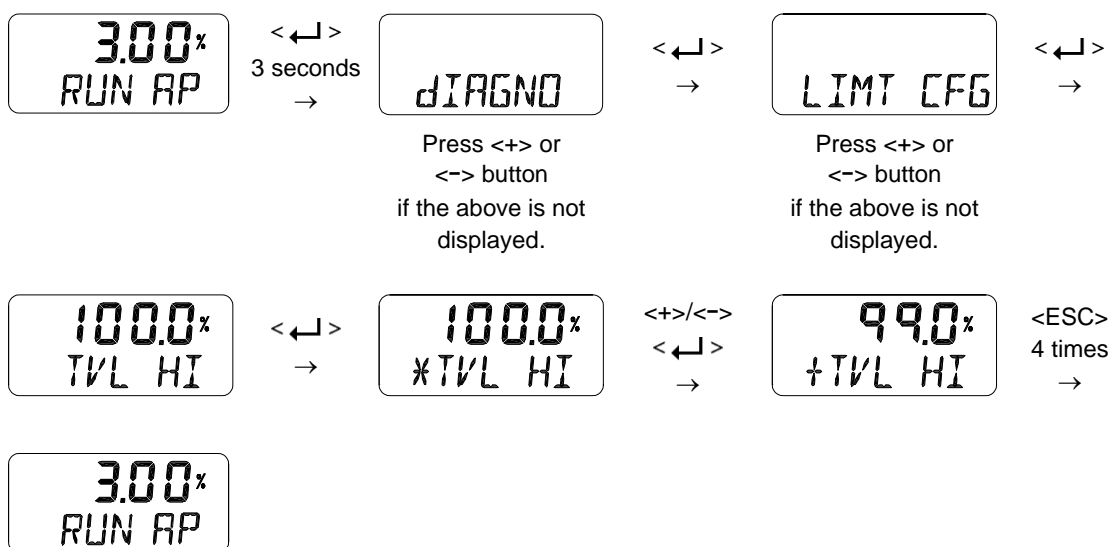 3.00%
RUN AP
< ↵ >
3 seconds
→
dIAGNO
Press <+> or
<-> button
if the above is not
displayed.
< ↵ >
→
LIMT CFG
Press <+> or
<-> button
if the above is not
displayed.
< ↵ >
→
100.0%
TVL HI
< ↵ >
→
100.0%
*TVL HI
<+>/<->
< ↵ >
→
99.0%
+TVL HI
<ESC>
4 times
→
3.00%
RUN AP